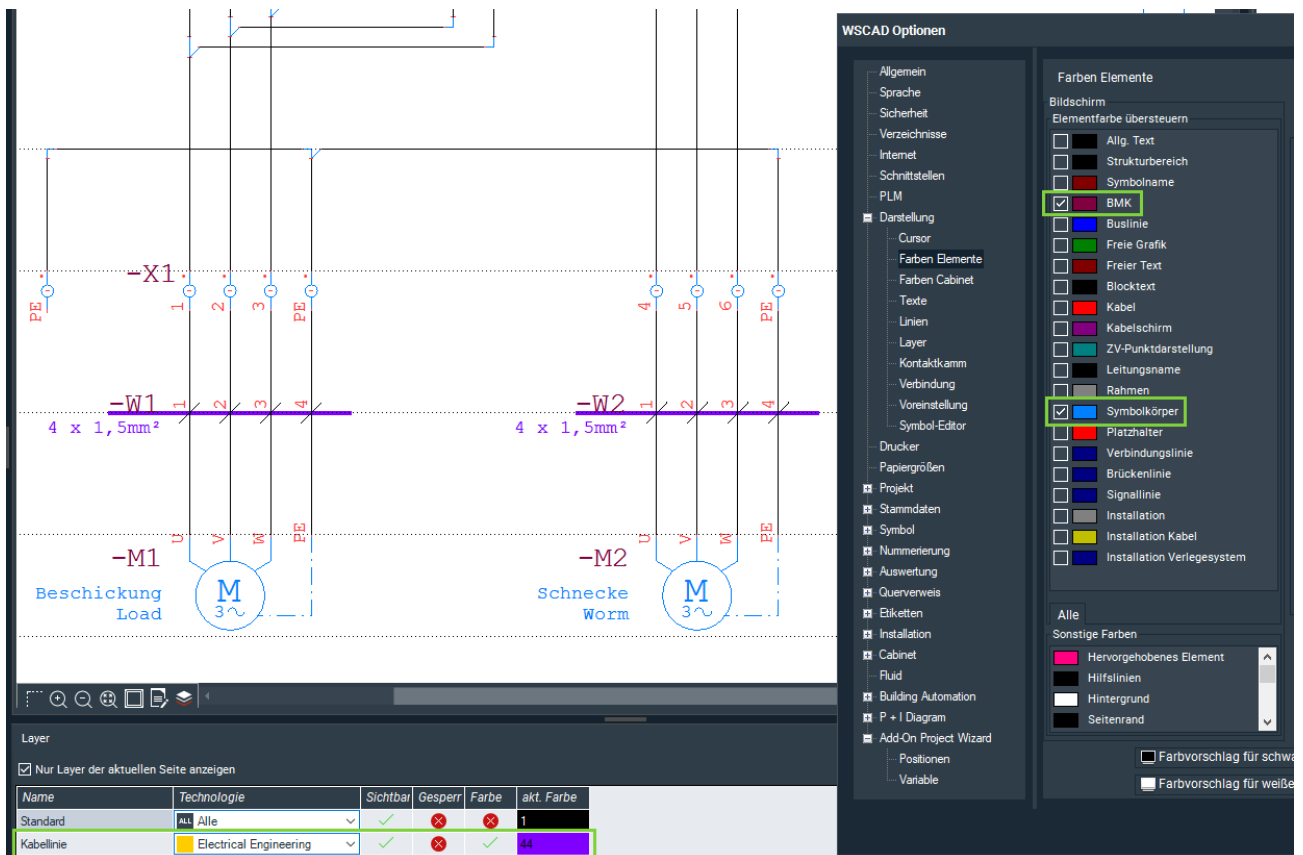 -X1
PE
1
2
3
PE
4
5
6
PE
-W1
1
2
3
4
4 x 1,5mm²
-W2
1
2
3
4
4 x 1,5mm²
U
V
W
PE
-M1
Beschickung
Load
M
3~
U
V
W
PE
-M2
Schnecke
Worm
M
3~
Layer
Nur Layer der aktuellen Seite anzeigen
Name Technologie Sichtbar Gesperr Farbe akt. Farbe
Standard ALL Alle 1
Kabellinie Electrical Engineering 44
WSCAD Optionen
Allgemein
Sprache
Sicherheit
Verzeichnisse
Internet
Schnittstellen
PLM
Darstellung
Cursor
Farben Elemente
Farben Cabinet
Texte
Linien
Layer
Kontaktkamm
Verbindung
Voreinstellung
Symbol-Editor
Drucker
Papiergrößen
Projekt
Stammdaten
Symbol
Nummerierung
Auswertung
Querverweis
Etiketten
Installation
Cabinet
Fluid
Building Automation
P + I Diagram
Add-On Project Wizard
Positionen
Variable
Farben Elemente
Bildschirm
Elementfarbe übersteuern
Allg. Text
Strukturbereich
Symbolname
BMK
Buslinie
Freie Grafik
Freier Text
Blocktext
Kabel
Kabelschirm
ZV-Punktdarstellung
Leitungsname
Rahmen
Symbolkörper
Platzhalter
Verbindungslinie
Brückenlinie
Signallinie
Installation
Installation Kabel
Installation Verlegesystem
Alle
Sonstige Farben
Hervorgehobenes Element
Hilfslinien
Hintergrund
Seitenrand
Farbvorschlag für schwa
Farbvorschlag für weiße